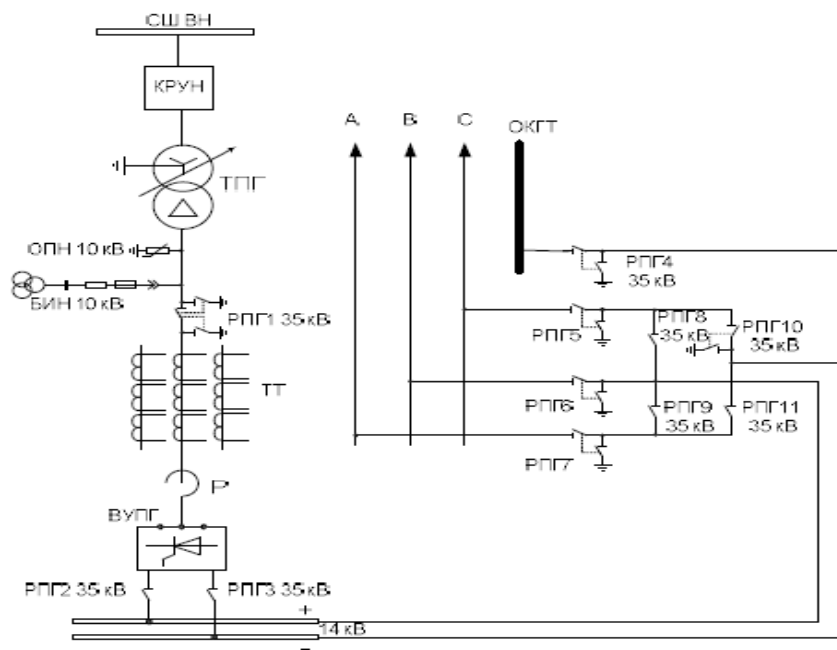 СШ ВН
КРУН
ТПГ
ОПН 10 кВ
БИН 10 кВ
РПГ1 35 кВ
ТТ
Р
ВУПГ
РПГ2 35 кВ
РПГ3 35 кВ
+
14 кВ
–
А
В
С
ОКГТ
РПГ4
35 кВ
РПГ5
РПГ8
35 кВ
РПГ10
35 кВ
РПГ6
РПГ9
35 кВ
РПГ11
35 кВ
РПГ7